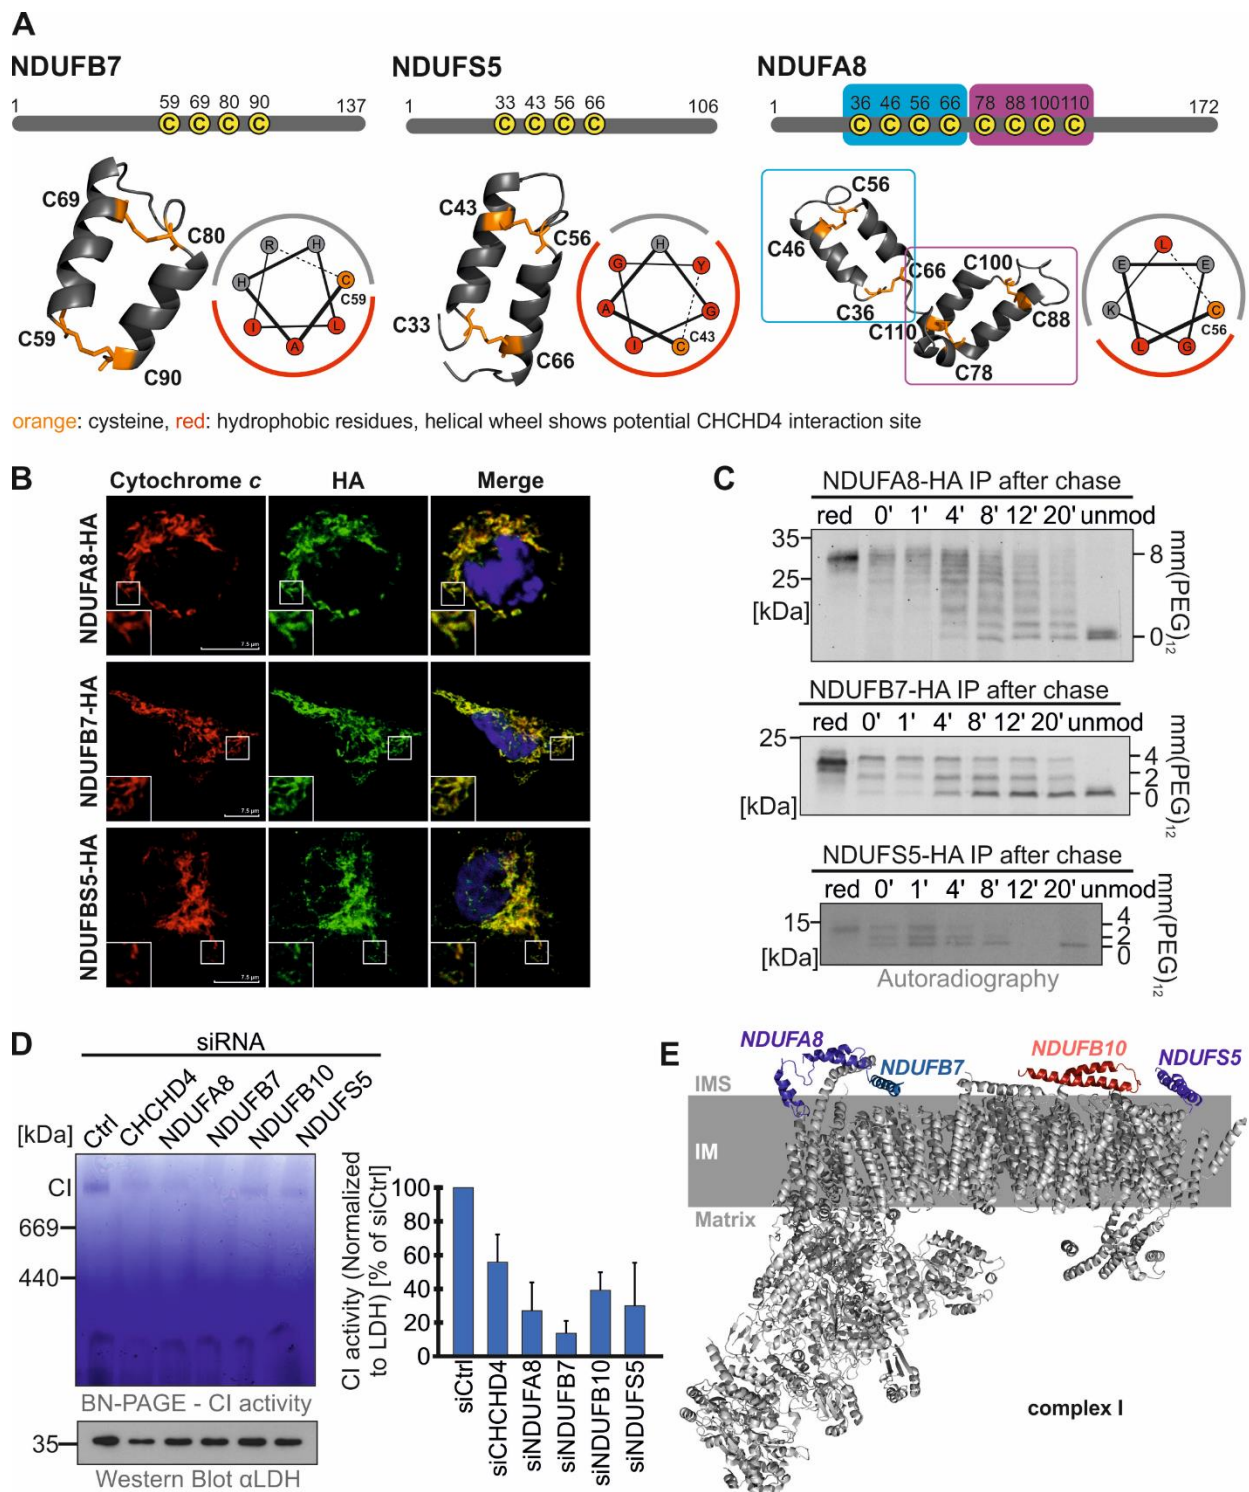 A
NDUFB7
NDUFS5
NDUFA8
1 59 69 80 90 137
C C C C
1 33 43 56 66 106
C C C C
1 36 46 56 66 78 88 100 110 172
C C C C C C C C
C69
C80
C59
C90
R H
H C
C59
I L
A
C43
C56
C33
C66
H
G Y
A G
I C
C43
C56
C46
C66
C36
C100
C110
C88
C78
L
E E
K C
C56
L G
orange: cysteine, red: hydrophobic residues, helical wheel shows potential CHCHD4 interaction site
B
Cytochrome c HA Merge
NDUFA8-HA
7.5 µm
NDUFB7-HA
7.5 µm
NDUFBS5-HA
7.5 µm
C
NDUFA8-HA IP after chase
red 0' 1' 4' 8' 12' 20' unmod
35
25
[kDa]
8
0
mm(PEG)12
NDUFB7-HA IP after chase
red 0' 1' 4' 8' 12' 20' unmod
25
[kDa]
4
2
0
mm(PEG)12
NDUFS5-HA IP after chase
red 0' 1' 4' 8' 12' 20' unmod
15
[kDa]
4
2
0
mm(PEG)12
Autoradiography
D
siRNA
[kDa] Ctrl CHCHD4 NDUFA8 NDUFB7 NDUFB10 NDUFS5
CI
669
440
BN-PAGE - CI activity
35
Western Blot αLDH
CI activity (Normalized
to LDH) [% of siCtrl]
100
80
60
40
20
0
siCtrl
siCHCHD4
siNDUFA8
siNDUFB7
siNDUFB10
siNDUFS5
E
NDUFA8
NDUFB7
NDUFB10
NDUFS5
IMS
IM
Matrix
complex I